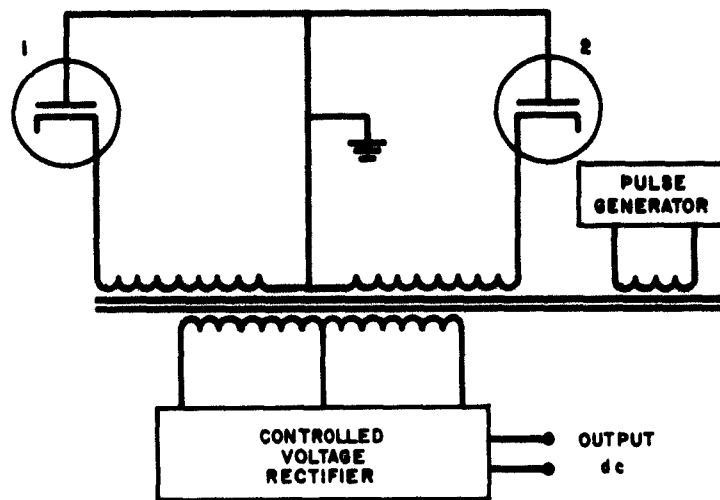 1
2
PULSE
GENERATOR
CONTROLLED
VOLTAGE
RECTIFIER
OUTPUT
dc